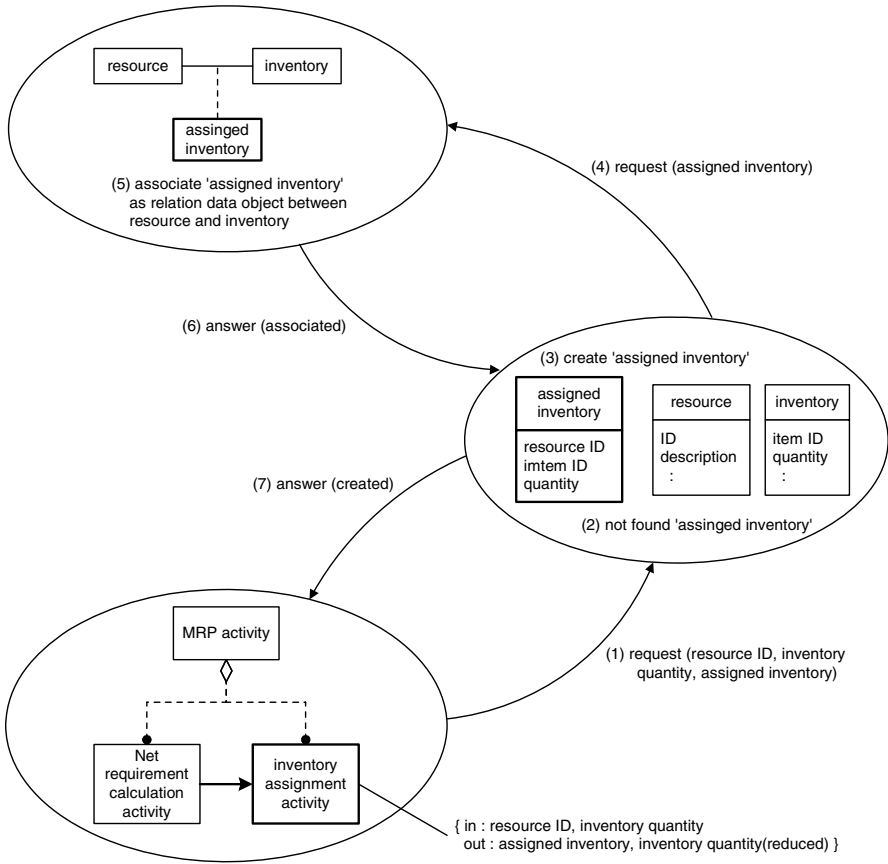 resource
inventory
assinged
inventory
(5) associate 'assigned inventory'
as relation data object between
resource and inventory
(4) request (assigned inventory)
(6) answer (associated)
(3) create 'assigned inventory'
assigned
inventory
resource ID
imtem ID
quantity
resource
ID
description
:
inventory
item ID
quantity
:
(2) not found 'assinged inventory'
(7) answer (created)
MRP activity
(1) request (resource ID, inventory
quantity, assigned inventory)
Net
requirement
calculation
activity
inventory
assignment
activity
{ in : resource ID, inventory quantity
out : assigned inventory, inventory quantity(reduced) }